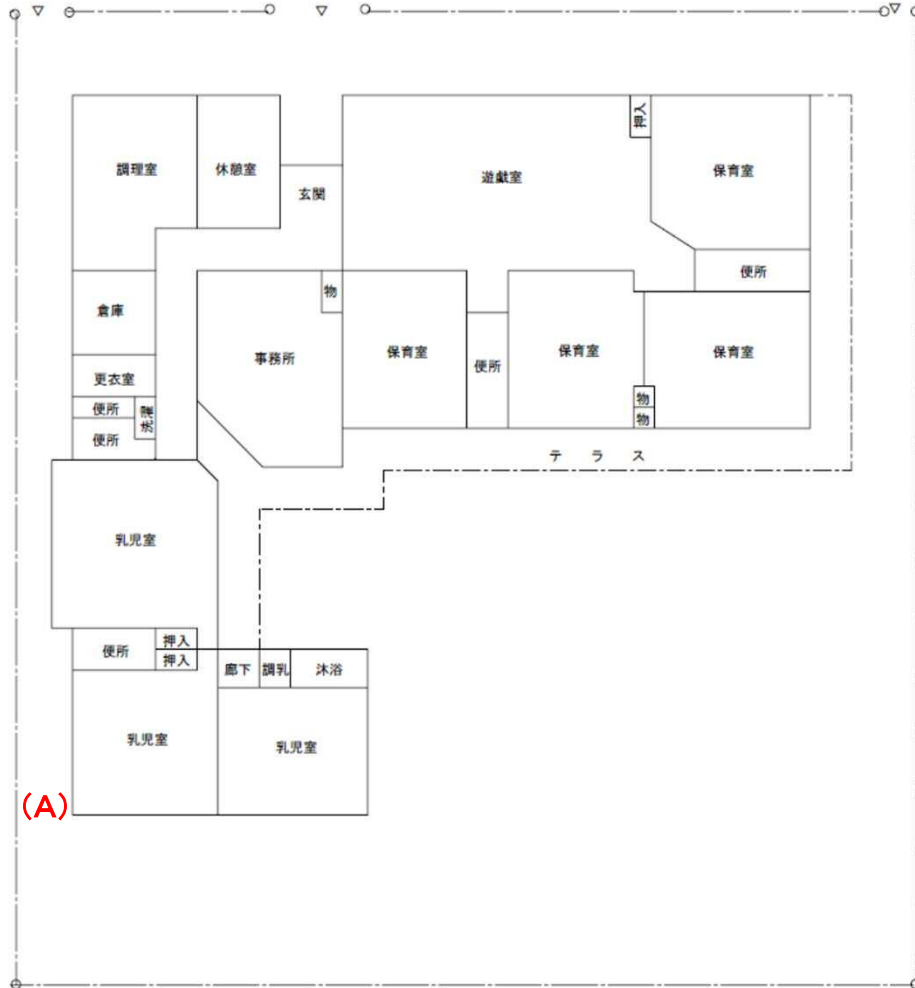 調理室
休憩室
玄関
遊戯室
押入
保育室
便所
倉庫
物
事務所
保育室
便所
保育室
保育室
更衣室
便所
洗濯
便所
物
物
テラス
乳児室
便所
押入
押入
廊下
調乳
沐浴
乳児室
乳児室
(A)